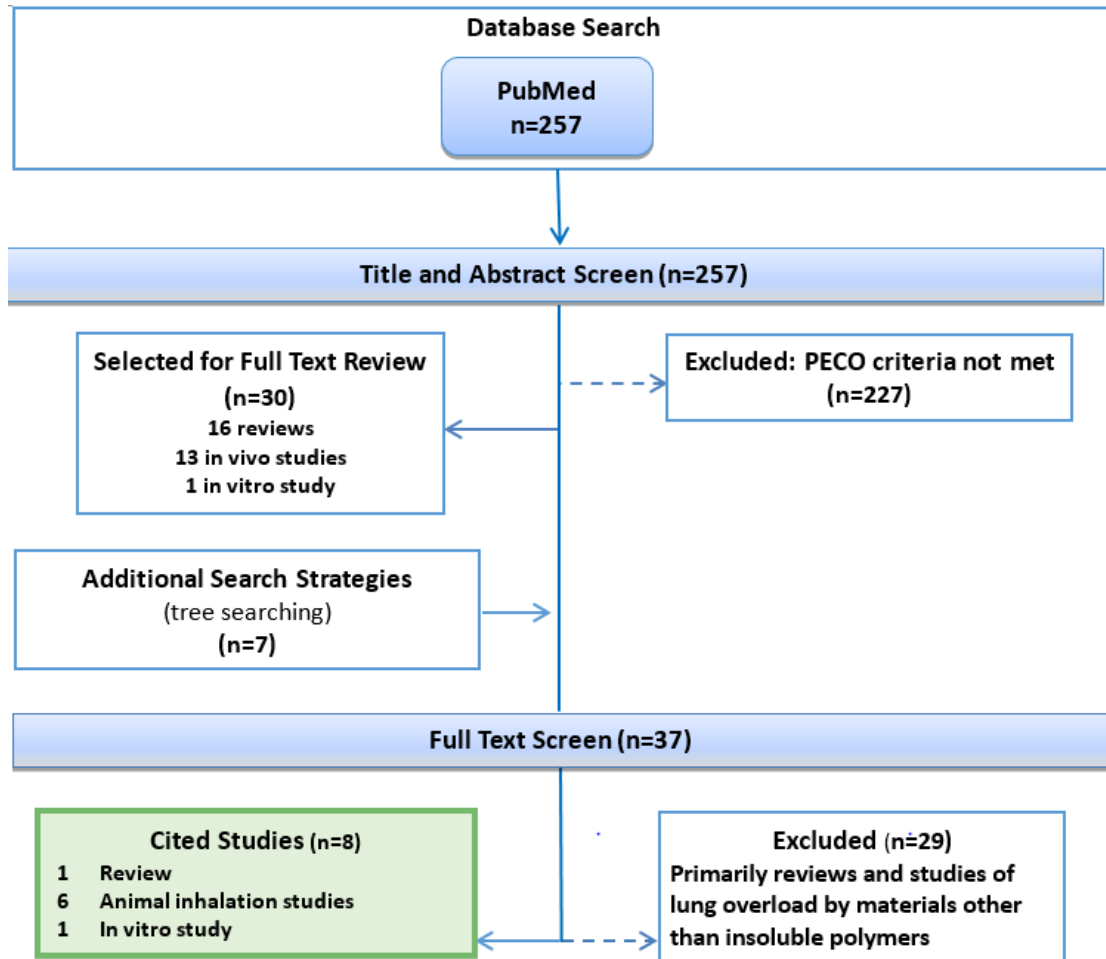 Database Search
PubMed
n=257
Title and Abstract Screen (n=257)
Selected for Full Text Review
(n=30)
16 reviews
13 in vivo studies
1 in vitro study
Excluded: PECO criteria not met
(n=227)
Additional Search Strategies
(tree searching)
(n=7)
Full Text Screen (n=37)
Cited Studies (n=8)
1 Review
6 Animal inhalation studies
1 In vitro study
Excluded (n=29)
Primarily reviews and studies of
lung overload by materials other
than insoluble polymers